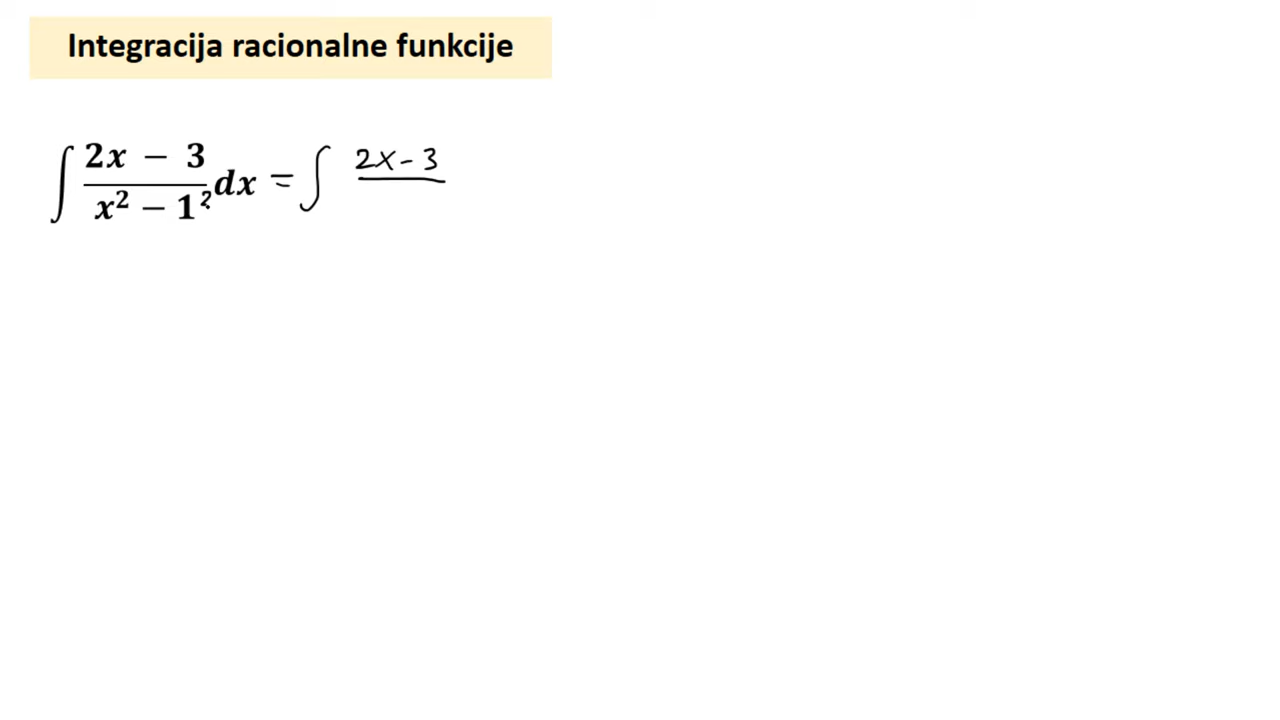 Integracija racionalne funkcije
∫ (2x − 3)/(x² − 1²) dx = ∫ (2x − 3)/